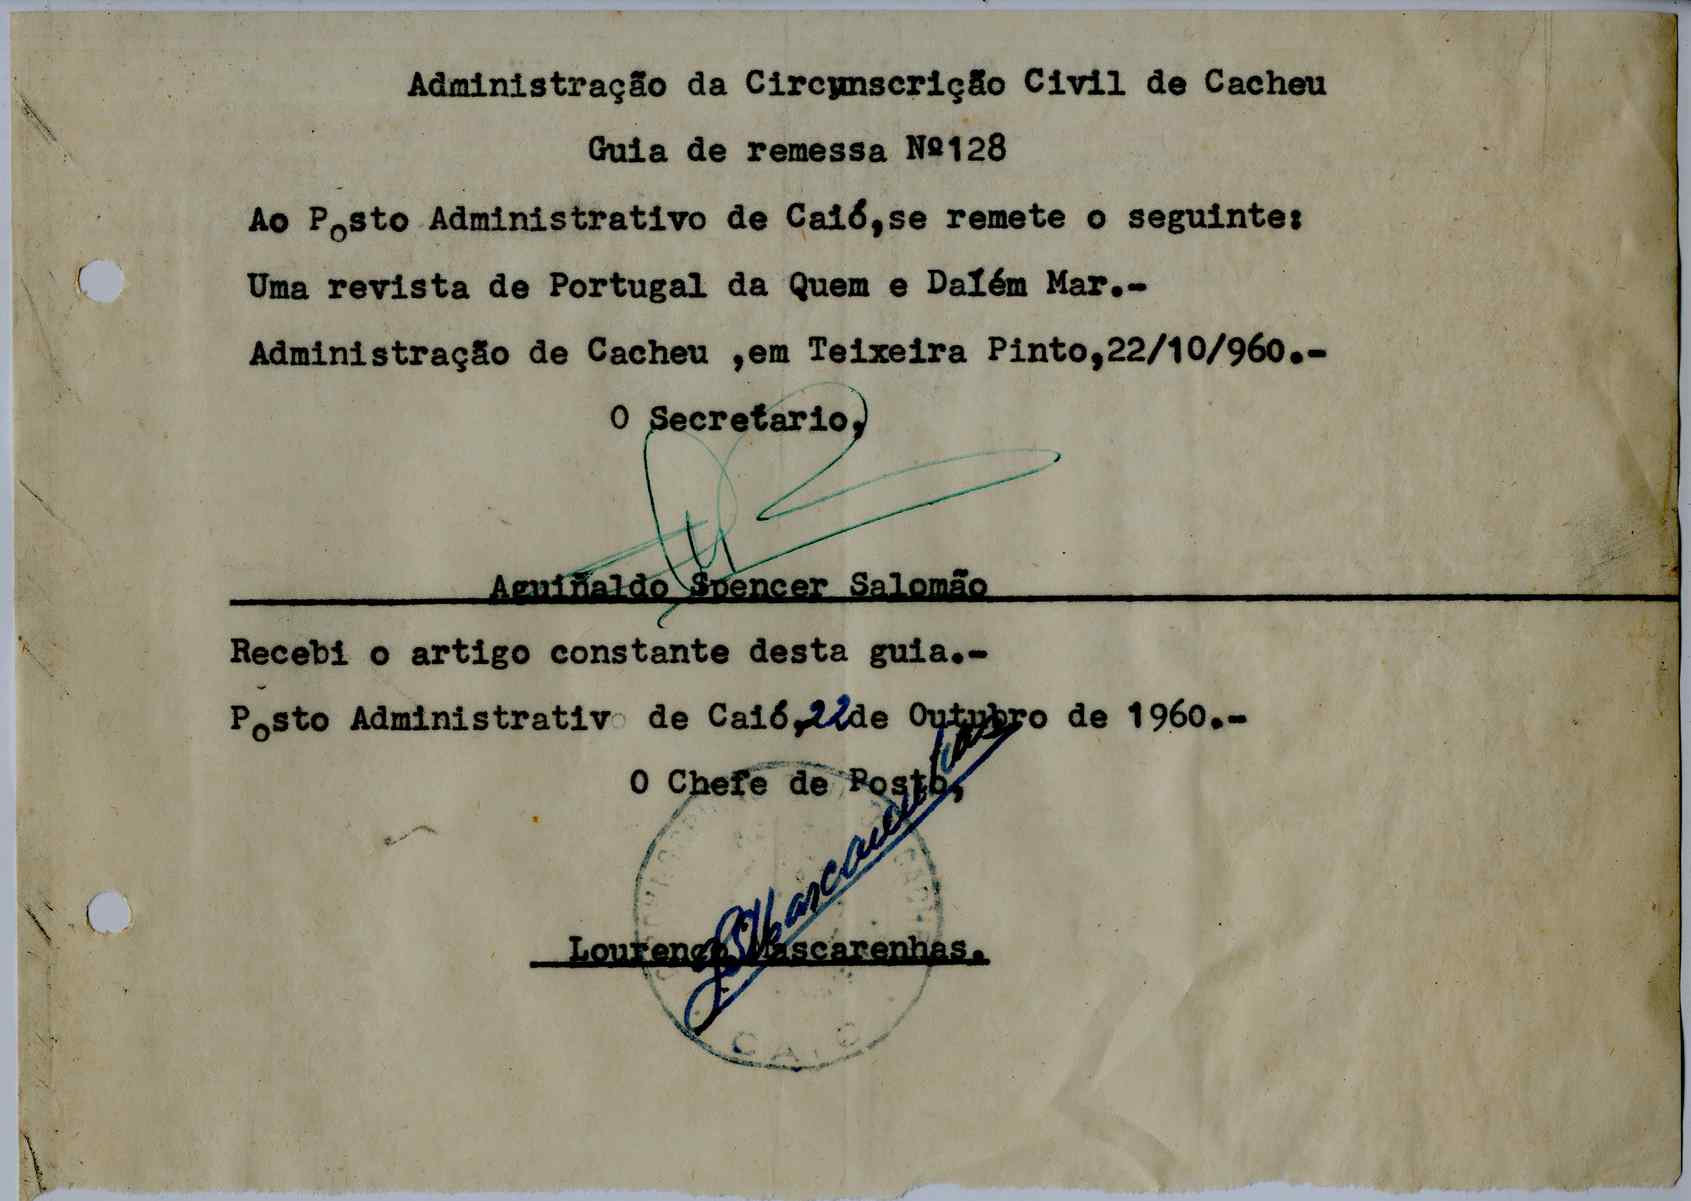 Administração da Circunscrição Civil de Cacheu
Guia de remessa Nº128
Ao Posto Administrativo de Caió,se remete o seguinte:
Uma revista de Portugal da Quem e Dalém Mar.-
Administração de Cacheu ,em Teixeira Pinto,22/10/960.-
O Secretario,
Aguinaldo Spencer Salomão
Recebi o artigo constante desta guia.-
Posto Administrativo de Caió,22de Outubro de 1960.-
O Chefe de Posto,
Lourenço Mascarenhas.
CAIO